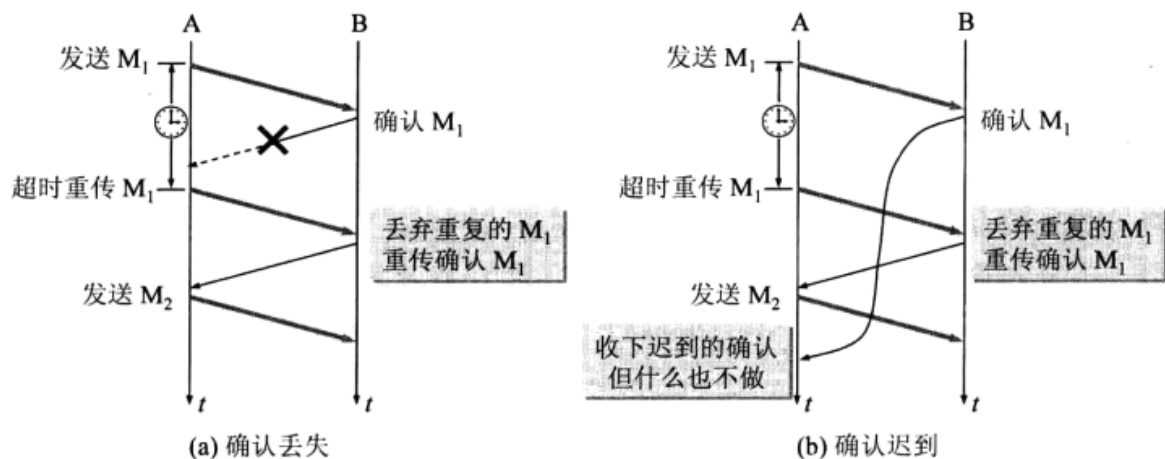 A B
发送 M₁
确认 M₁
超时重传 M₁
丢弃重复的 M₁
重传确认 M₁
发送 M₂
t t
(a) 确认丢失
A B
发送 M₁
确认 M₁
超时重传 M₁
丢弃重复的 M₁
重传确认 M₁
发送 M₂
收下迟到的确认
但什么也不做
t t
(b) 确认迟到